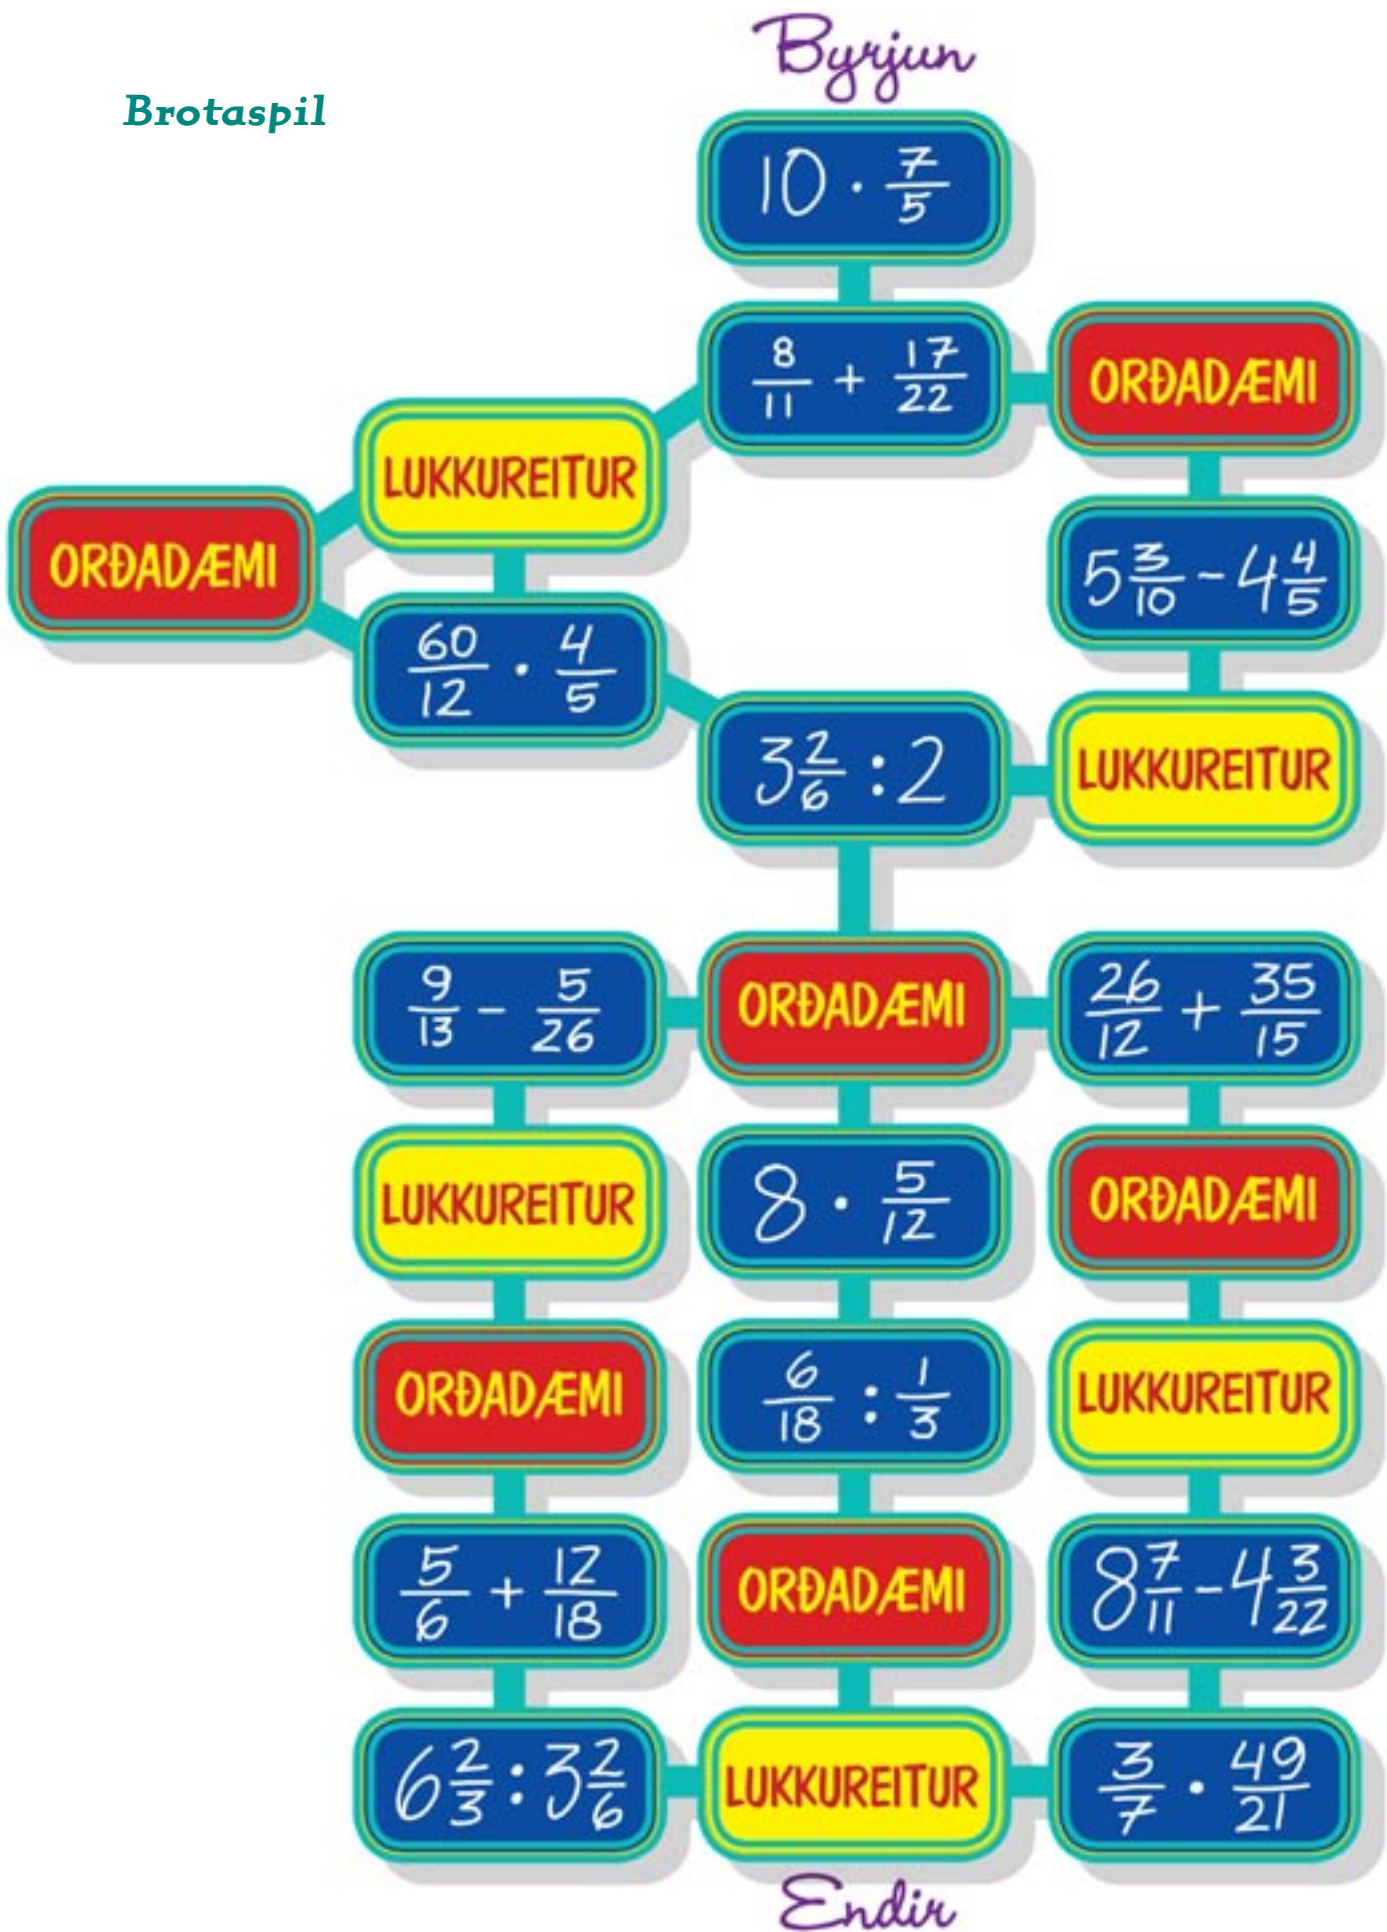 Byrjun
Brotaspil
10 · 7/5
8/11 + 17/22
ORÐADÆMI
LUKKUREITUR
ORÐADÆMI
5 3/10 - 4 4/5
60/12 · 4/5
3 2/6 : 2
LUKKUREITUR
9/13 - 5/26
ORÐADÆMI
26/12 + 35/15
LUKKUREITUR
8 · 5/12
ORÐADÆMI
ORÐADÆMI
6/18 : 1/3
LUKKUREITUR
5/6 + 12/18
ORÐADÆMI
8 7/11 - 4 3/22
6 2/3 : 3 2/6
LUKKUREITUR
3/7 · 49/21
Endir